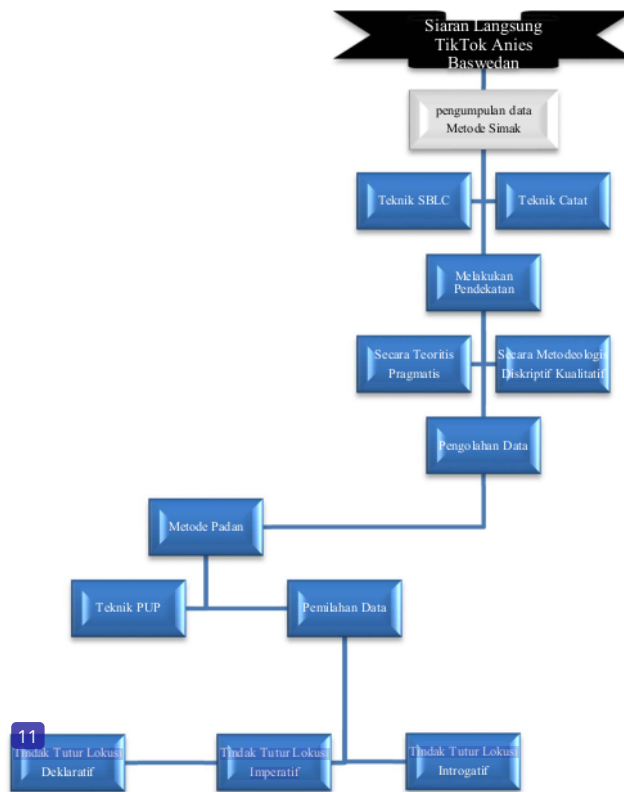 Siaran Langsung
TikTok Anies
Baswedan
pengumpulan data
Metode Simak
Teknik SBLC
Teknik Catat
Melakukan
Pendekatan
Secara Teoritis
Pragmatis
Secara Metodeologis
Diskriptif Kualitatif
Pengolahan Data
Metode Padan
Teknik PUP
Pemilahan Data
11
Tindak Tutur Lokusi
Deklaratif
Tindak Tutur Lokusi
Imperatif
Tindak Tutur Lokusi
Introgatif